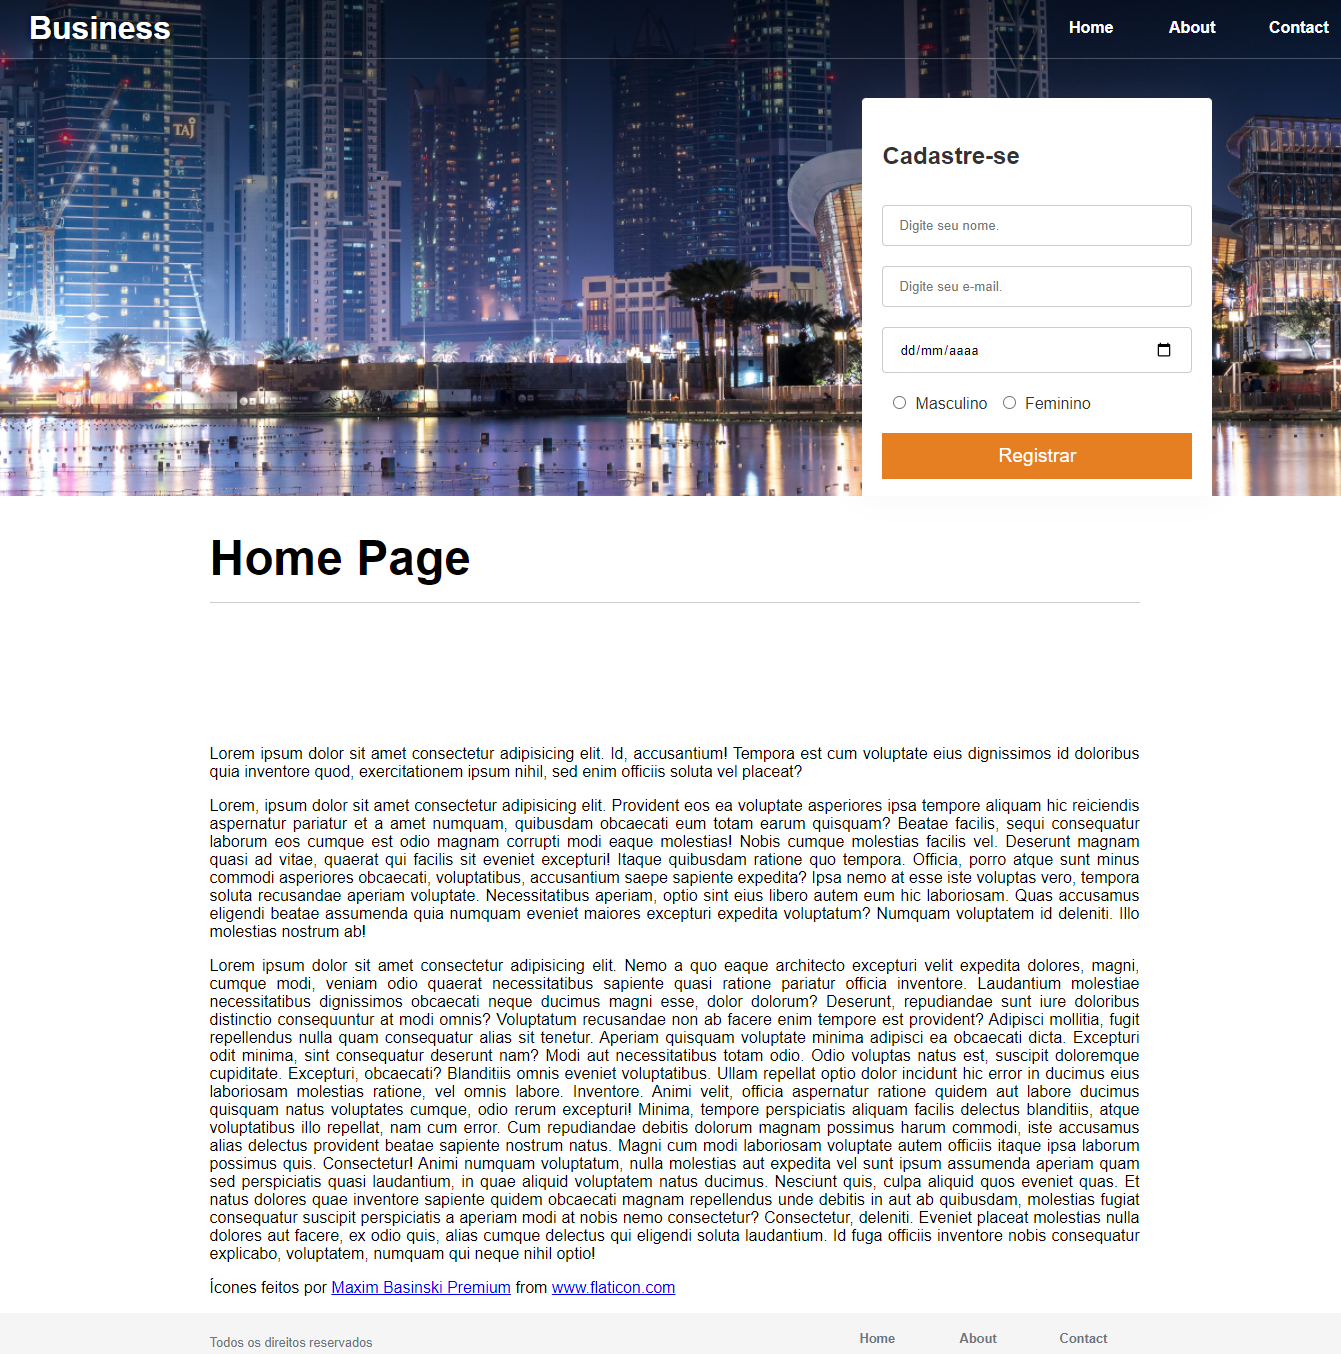 Business
Home About Contact
TAJ
Cadastre-se
Digite seu nome.
Digite seu e-mail.
dd/mm/aaaa
Masculino Feminino
Registrar
Home Page
Lorem ipsum dolor sit amet consectetur adipisicing elit. Id, accusantium! Tempora est cum voluptate eius dignissimos id doloribus
quia inventore quod, exercitationem ipsum nihil, sed enim officiis soluta vel placeat?
Lorem, ipsum dolor sit amet consectetur adipisicing elit. Provident eos ea voluptate asperiores ipsa tempore aliquam hic reiciendis
aspernatur pariatur et a amet numquam, quibusdam obcaecati eum totam earum quisquam? Beatae facilis, sequi consequatur
laborum eos cumque est odio magnam corrupti modi eaque molestias! Nobis cumque molestias facilis vel. Deserunt magnam
quasi ad vitae, quaerat qui facilis sit eveniet excepturi! Itaque quibusdam ratione quo tempora. Officia, porro atque sunt minus
commodi asperiores obcaecati, voluptatibus, accusantium saepe sapiente expedita? Ipsa nemo at esse iste voluptas vero, tempora
soluta recusandae aperiam voluptate. Necessitatibus aperiam, optio sint eius libero autem eum hic laboriosam. Quas accusamus
eligendi beatae assumenda quia numquam eveniet maiores excepturi expedita voluptatum? Numquam voluptatem id deleniti. Illo
molestias nostrum ab!
Lorem ipsum dolor sit amet consectetur adipisicing elit. Nemo a quo eaque architecto excepturi velit expedita dolores, magni,
cumque modi, veniam odio quaerat necessitatibus sapiente quasi ratione pariatur officia inventore. Laudantium molestiae
necessitatibus dignissimos obcaecati neque ducimus magni esse, dolor dolorum? Deserunt, repudiandae sunt iure doloribus
distinctio consequuntur at modi omnis? Voluptatum recusandae non ab facere enim tempore est provident? Adipisci mollitia, fugit
repellendus nulla quam consequatur alias sit tenetur. Aperiam quisquam voluptate minima adipisci ea obcaecati dicta. Excepturi
odit minima, sint consequatur deserunt nam? Modi aut necessitatibus totam odio. Odio voluptas natus est, suscipit doloremque
cupiditate. Excepturi, obcaecati? Blanditiis omnis eveniet voluptatibus. Ullam repellat optio dolor incidunt hic error in ducimus eius
laboriosam molestias ratione, vel omnis labore. Inventore. Animi velit, officia aspernatur ratione quidem aut labore ducimus
quisquam natus voluptates cumque, odio rerum excepturi! Minima, tempore perspiciatis aliquam facilis delectus blanditiis, atque
voluptatibus illo repellat, nam cum error. Cum repudiandae debitis dolorum magnam possimus harum commodi, iste accusamus
alias delectus provident beatae sapiente nostrum natus. Magni cum modi laboriosam voluptate autem officiis itaque ipsa laborum
possimus quis. Consectetur! Animi numquam voluptatum, nulla molestias aut expedita vel sunt ipsum assumenda aperiam quam
sed perspiciatis quasi laudantium, in quae aliquid voluptatem natus ducimus. Nesciunt quis, culpa aliquid quos eveniet quas. Et
natus dolores quae inventore sapiente quidem obcaecati magnam repellendus unde debitis in aut ab quibusdam, molestias fugiat
consequatur suscipit perspiciatis a aperiam modi at nobis nemo consectetur? Consectetur, deleniti. Eveniet placeat molestias nulla
dolores aut facere, ex odio quis, alias cumque delectus qui eligendi soluta laudantium. Id fuga officiis inventore nobis consequatur
explicabo, voluptatem, numquam qui neque nihil optio!
Ícones feitos por Maxim Basinski Premium from www.flaticon.com
Todos os direitos reservados
Home About Contact